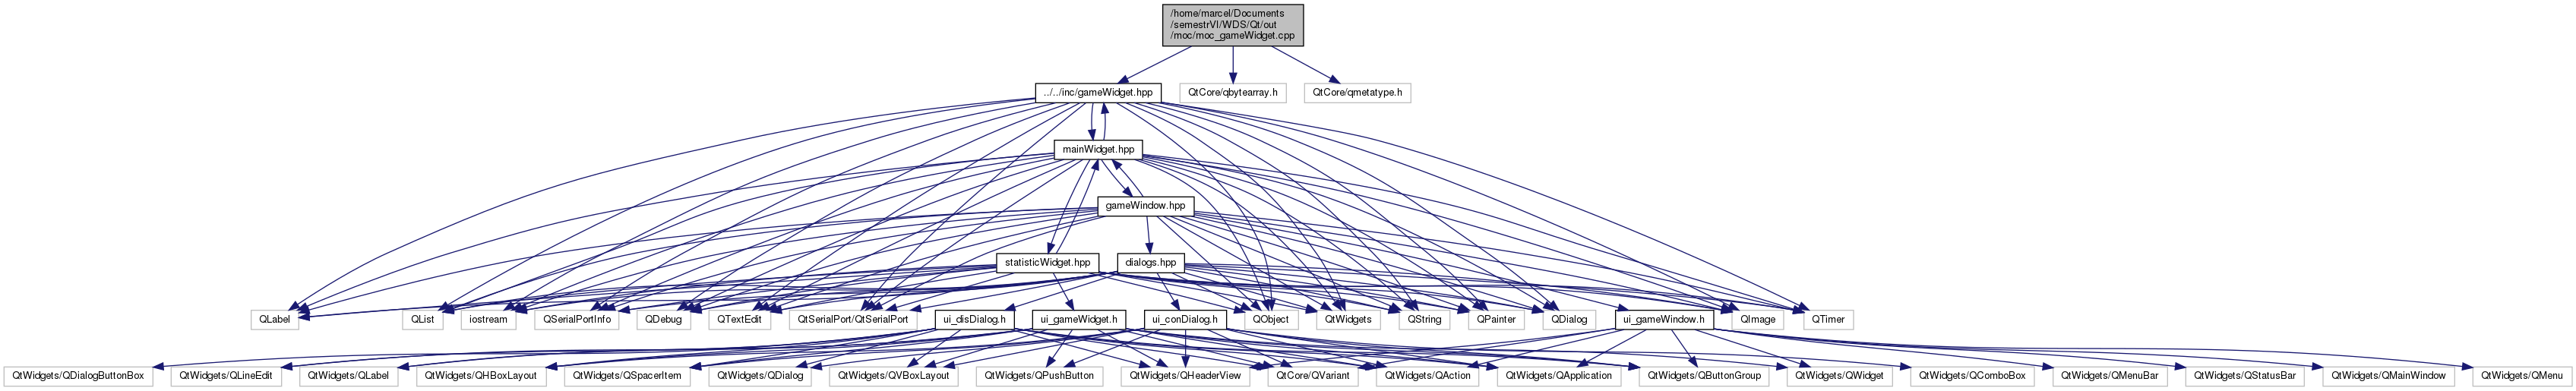 /home/marcel/Documents
/semestrVI/WDS/Qt/out
/moc/moc_gameWidget.cpp
../../inc/gameWidget.hpp
QtCore/qbytearray.h
QtCore/qmetatype.h
mainWidget.hpp
gameWindow.hpp
statisticWidget.hpp
dialogs.hpp
QLabel
QList
iostream
QSerialPortInfo
QDebug
QTextEdit
QtSerialPort/QtSerialPort
ui_disDialog.h
ui_gameWidget.h
ui_conDialog.h
QObject
QtWidgets
QString
QPainter
QDialog
ui_gameWindow.h
QImage
QTimer
QtWidgets/QDialogButtonBox
QtWidgets/QLineEdit
QtWidgets/QLabel
QtWidgets/QHBoxLayout
QtWidgets/QSpacerItem
QtWidgets/QDialog
QtWidgets/QVBoxLayout
QtWidgets/QPushButton
QtWidgets/QHeaderView
QtCore/QVariant
QtWidgets/QAction
QtWidgets/QApplication
QtWidgets/QButtonGroup
QtWidgets/QWidget
QtWidgets/QComboBox
QtWidgets/QMenuBar
QtWidgets/QStatusBar
QtWidgets/QMainWindow
QtWidgets/QMenu